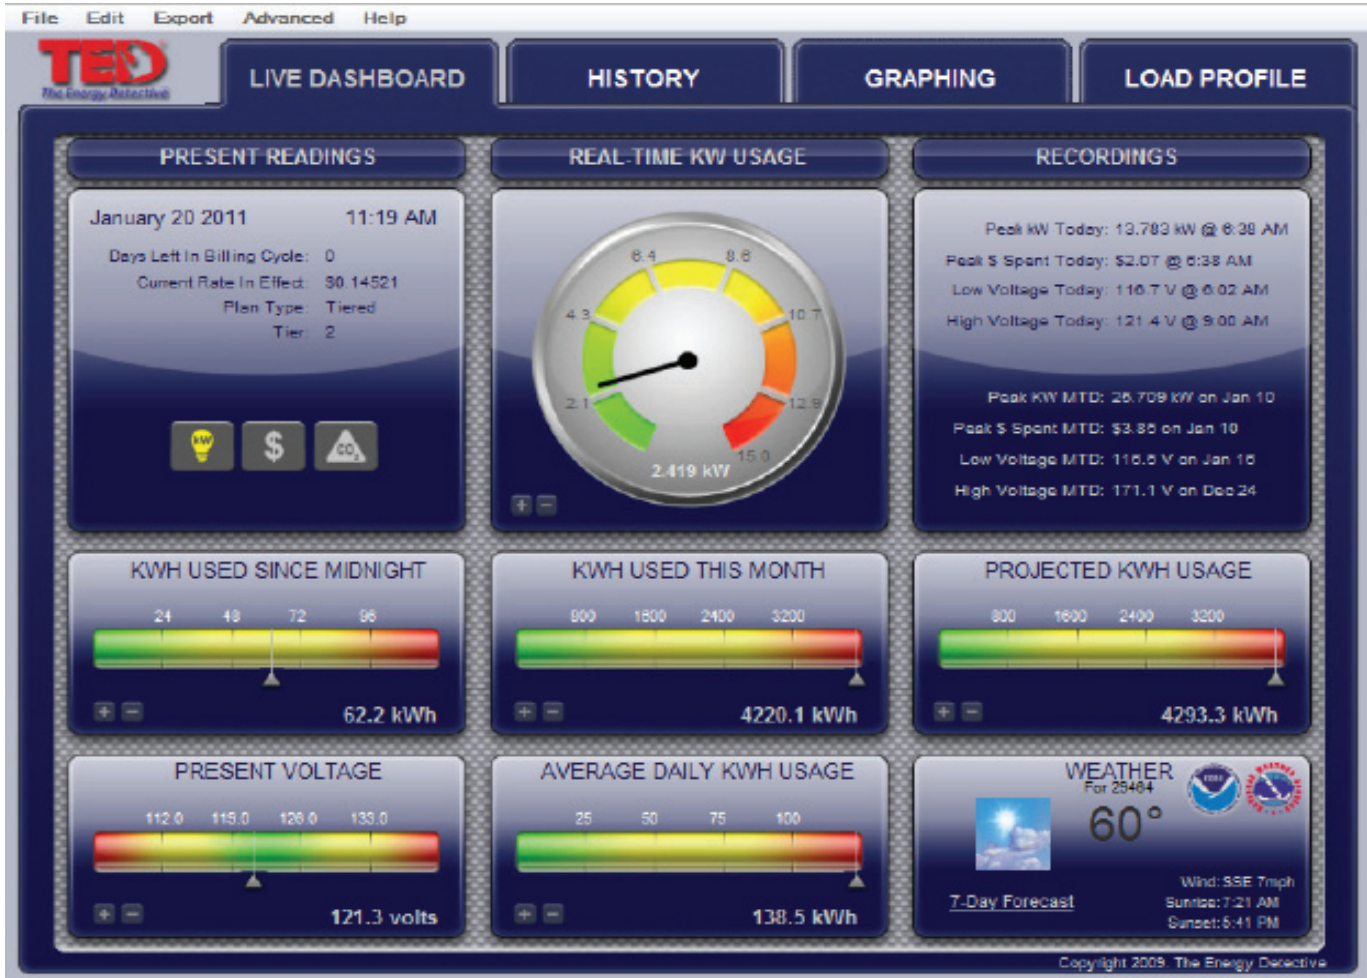 File Edit Export Advanced Help
TED
The Energy Detective
LIVE DASHBOARD
HISTORY
GRAPHING
LOAD PROFILE
PRESENT READINGS
January 20 2011 11:19 AM
Days Left In Billing Cycle: 0
Current Rate In Effect: $0.14521
Plan Type: Tiered
Tier: 2
kW $ CO2
REAL-TIME KW USAGE
6.4 8.6
4.3 10.7
2.1 12.9
15.0
2.419 kW
+ −
RECORDINGS
Peak kW Today: 13.783 kW @ 6:38 AM
Peak $ Spent Today: $2.07 @ 6:38 AM
Low Voltage Today: 116.7 V @ 6:02 AM
High Voltage Today: 121.4 V @ 9:00 AM
Peak KW MTD: 26.709 kW on Jan 10
Peak $ Spent MTD: $3.86 on Jan 10
Low Voltage MTD: on Jan
High Voltage MTD: 171.1 V on Dec 24
KWH USED SINCE MIDNIGHT
24 48 72 96
+ −
62.2 kWh
KWH USED THIS MONTH
800 1600 2400 3200
+ −
4220.1 kWh
PROJECTED KWH USAGE
800 1600 2400 3200
+ −
4293.3 kWh
PRESENT VOLTAGE
112.0 126.0 133.0
+ −
121.3 volts
AVERAGE DAILY KWH USAGE
25 50 75 100
+ −
138.5 kWh
WEATHER
For 29464
60°
7-Day Forecast
Wind: SSE 7mph
Sunrise: 7:21 AM
Sunset: 5:41 PM
Copyright 2009. The Energy Detective